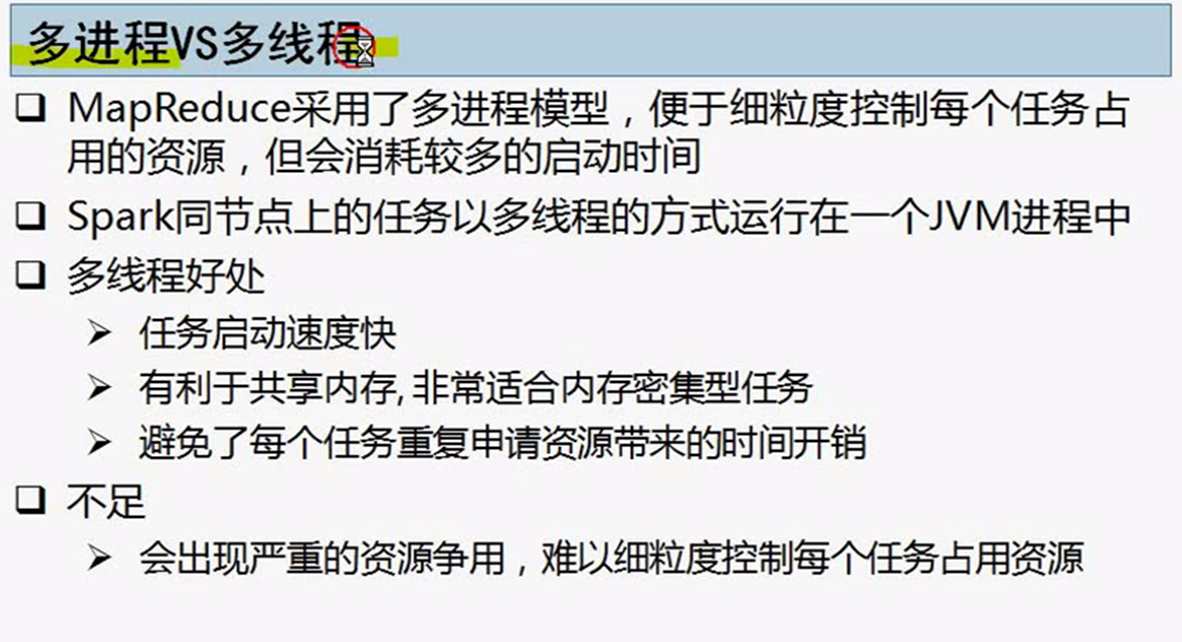 多进程VS多线程
❑ MapReduce采用了多进程模型，便于细粒度控制每个任务占
用的资源，但会消耗较多的启动时间
❑ Spark同节点上的任务以多线程的方式运行在一个JVM进程中
❑ 多线程好处
➢ 任务启动速度快
➢ 有利于共享内存, 非常适合内存密集型任务
➢ 避免了每个任务重复申请资源带来的时间开销
❑ 不足
➢ 会出现严重的资源争用，难以细粒度控制每个任务占用资源